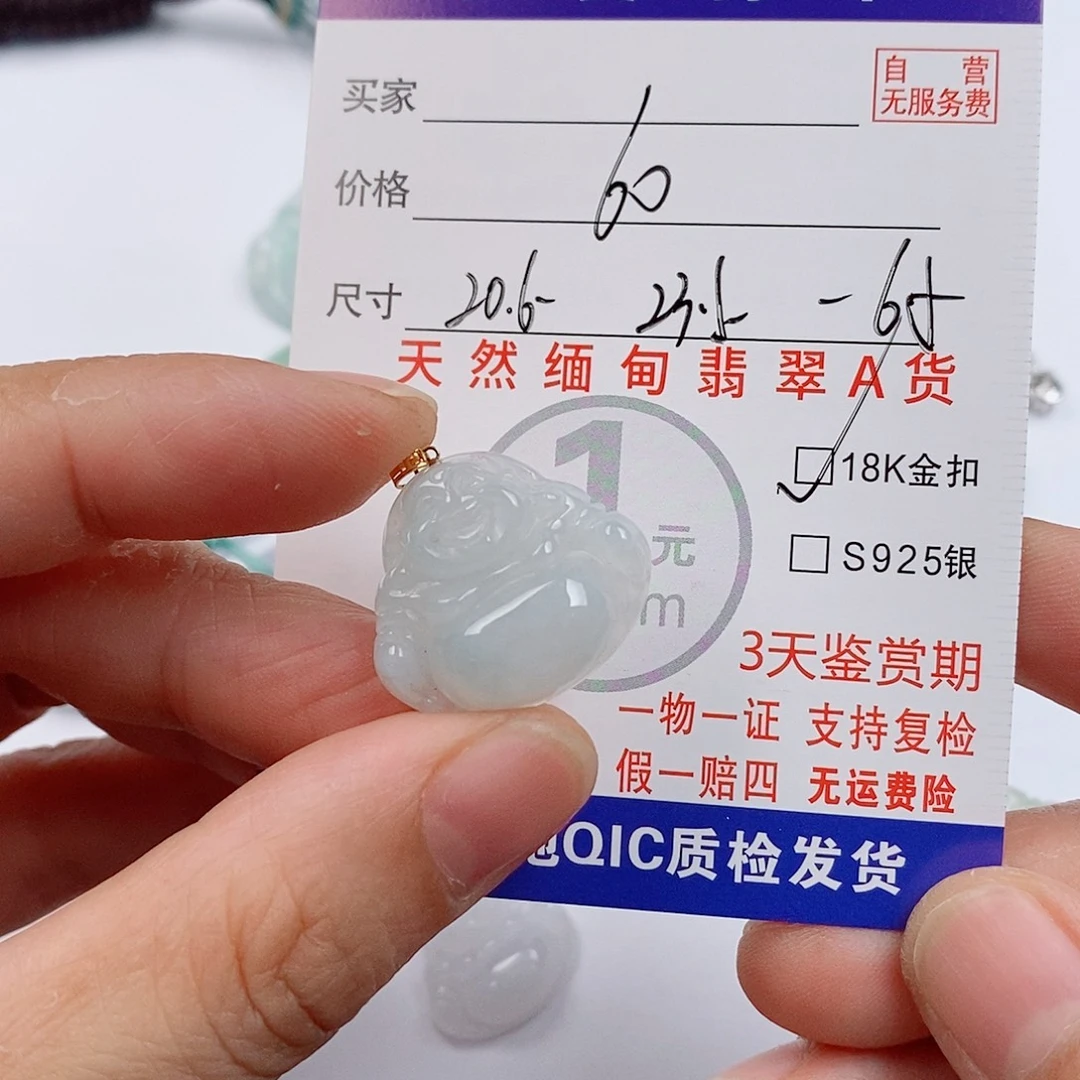 自营
无服务费
买家
价格 60
尺寸 20.6- 23.5 - 65
天然缅甸翡翠A货
1
元
m
18K金扣
S925银
3天鉴赏期
一物一证 支持复检
假一赔四 无运费险
QIC质检发货